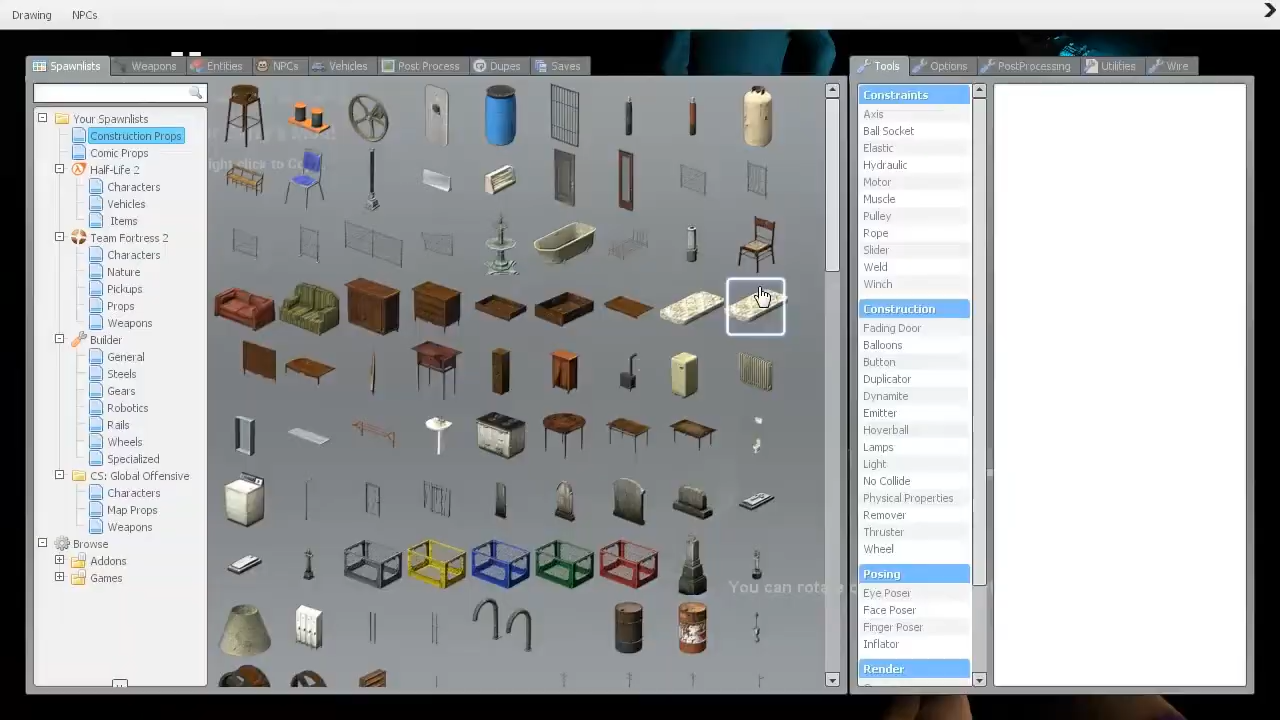 Drawing NPCs
Spawnlists Weapons Entities NPCs Vehicles Post Process Dupes Saves
Tools Options PostProcessing Utilities Wire
Your Spawnlists
Construction Props
Comic Props
Half-Life 2
Characters
Vehicles
Items
Team Fortress 2
Characters
Nature
Pickups
Props
Weapons
Builder
General
Steels
Gears
Robotics
Rails
Wheels
Specialized
CS: Global Offensive
Characters
Map Props
Weapons
Browse
Addons
Games
You can rota
Constraints
Axis
Ball Socket
Elastic
Hydraulic
Motor
Muscle
Pulley
Rope
Slider
Weld
Winch
Construction
Fading Door
Balloons
Button
Duplicator
Dynamite
Emitter
Hoverball
Lamps
Light
No Collide
Physical Properties
Remover
Thruster
Wheel
Posing
Eye Poser
Face Poser
Finger Poser
Inflator
Render